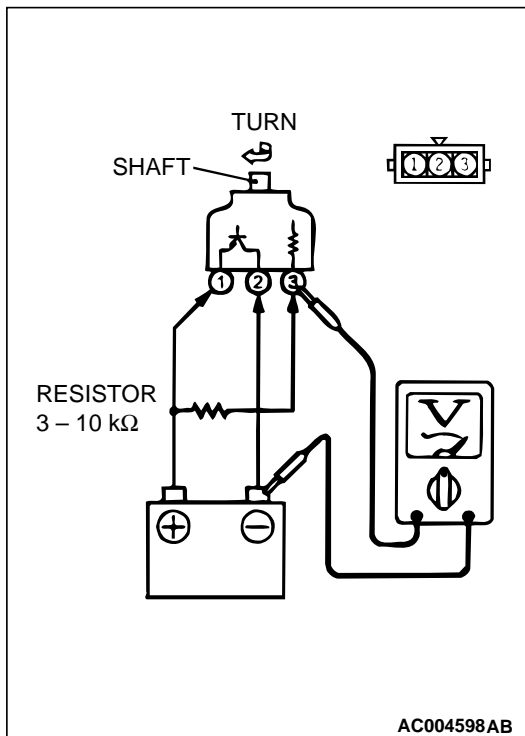 TURN
SHAFT
1 2 3
1 2 3
RESISTOR
3 – 10 kΩ
V
+ −
AC004598AB